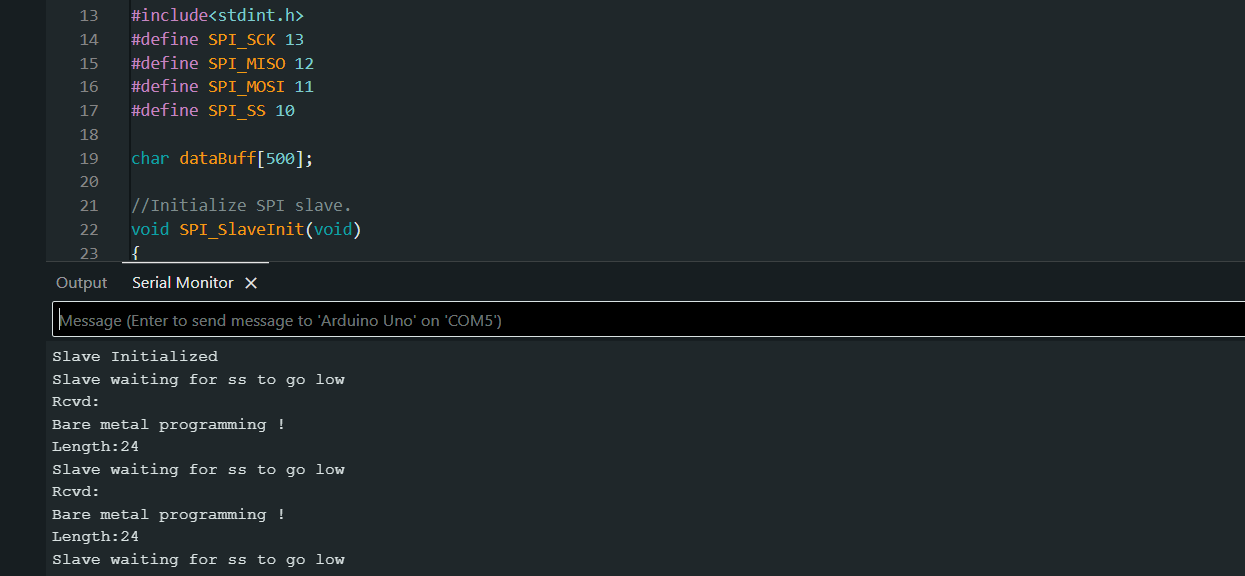 13 #include<stdint.h>
14 #define SPI_SCK 13
15 #define SPI_MISO 12
16 #define SPI_MOSI 11
17 #define SPI_SS 10
18
19 char dataBuff[500];
20
21 //Initialize SPI slave.
22 void SPI_SlaveInit(void)
23 {
Output Serial Monitor ×
Message (Enter to send message to 'Arduino Uno' on 'COM5')
Slave Initialized
Slave waiting for ss to go low
Rcvd:
Bare metal programming !
Length:24
Slave waiting for ss to go low
Rcvd:
Bare metal programming !
Length:24
Slave waiting for ss to go low